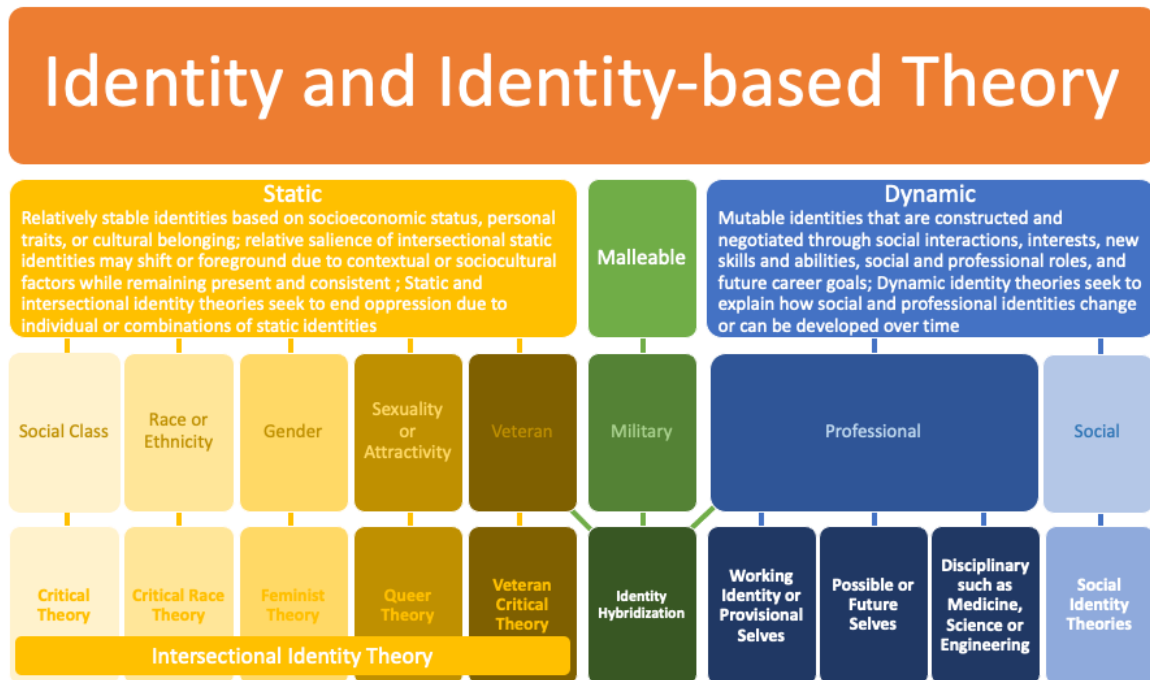 Identity and Identity-based Theory
Static
Relatively stable identities based on socioeconomic status, personal
traits, or cultural belonging; relative salience of intersectional static
identities may shift or foreground due to contextual or sociocultural
factors while remaining present and consistent ; Static and
intersectional identity theories seek to end oppression due to
individual or combinations of static identities
Malleable
Dynamic
Mutable identities that are constructed and
negotiated through social interactions, interests, new
skills and abilities, social and professional roles, and
future career goals; Dynamic identity theories seek to
explain how social and professional identities change
or can be developed over time
Social Class
Race or
Ethnicity
Gender
Sexuality
or
Attractivity
Veteran
Military
Professional
Social
Critical
Theory
Critical Race
Theory
Feminist
Theory
Queer
Theory
Veteran
Critical
Theory
Identity
Hybridization
Working
Identity or
Provisional
Selves
Possible or
Future
Selves
Disciplinary
such as
Medicine,
Science or
Engineering
Social
Identity
Theories
Intersectional Identity Theory